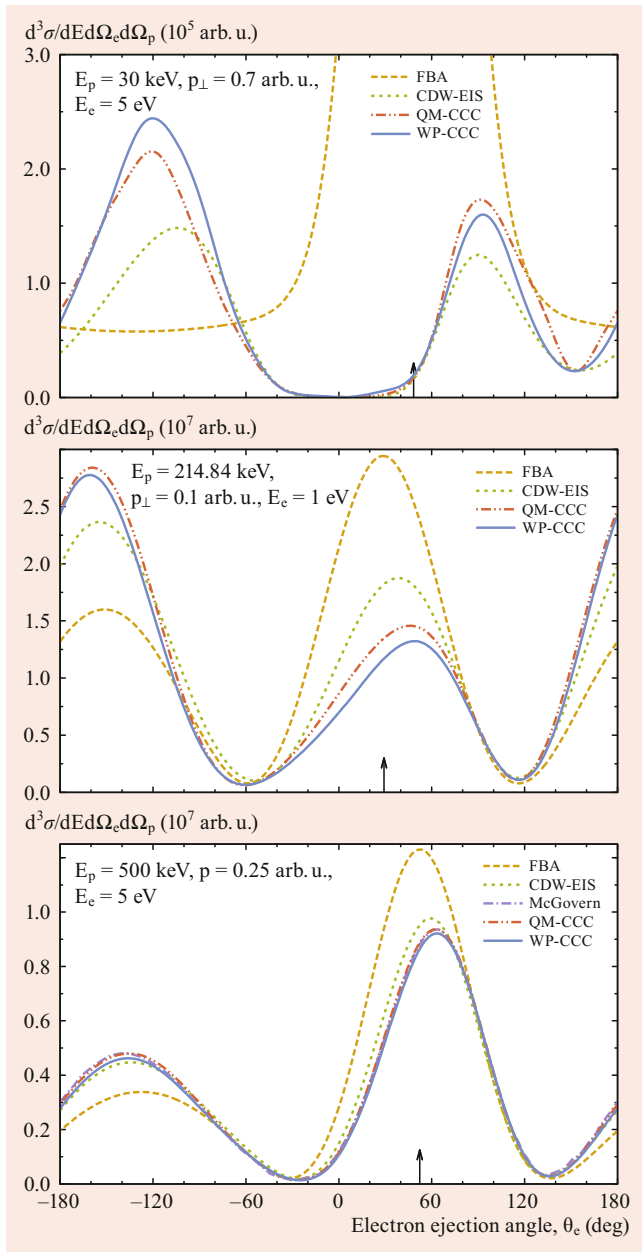 d³σ/dEdΩₑdΩₚ (10⁵ arb. u.)
3.0
2.0
1.0
0.0
Eₚ = 30 keV, p⊥ = 0.7 arb. u.,
Eₑ = 5 eV
FBA
CDW-EIS
QM-CCC
WP-CCC
d³σ/dEdΩₑdΩₚ (10⁷ arb. u.)
2.5
2.0
1.5
1.0
0.5
0.0
Eₚ = 214.84 keV,
p⊥ = 0.1 arb. u., Eₑ = 1 eV
FBA
CDW-EIS
QM-CCC
WP-CCC
d³σ/dEdΩₑdΩₚ (10⁷ arb. u.)
1.0
0.8
0.6
0.4
0.2
0.0
Eₚ = 500 keV, p = 0.25 arb. u.,
Eₑ = 5 eV
FBA
CDW-EIS
McGovern
QM-CCC
WP-CCC
−180 −120 −60 0 60 120 180
Electron ejection angle, θₑ (deg)